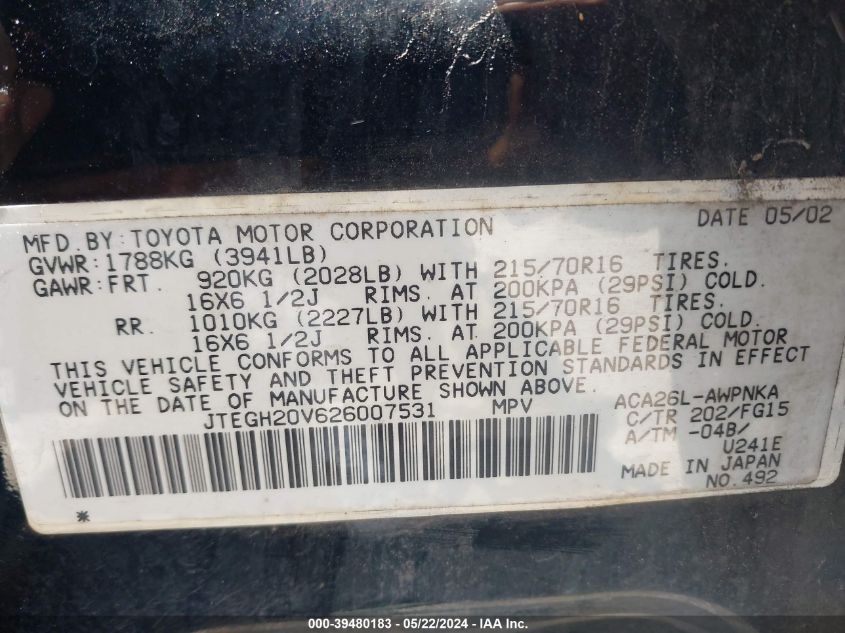 DATE 05/02
MFD.BY:TOYOTA MOTOR CORPORATION
GVWR:1788KG (3941LB)
GAWR:FRT. 920KG (2028LB) WITH 215/70R16 TIRES.
16X6 1/2J RIMS. AT 200KPA (29PSI) COLD.
RR. 1010KG (2227LB) WITH 215/70R16 TIRES.
16X6 1/2J RIMS. AT 200KPA (29PSI) COLD.
THIS VEHICLE CONFORMS TO ALL APPLICABLE FEDERAL MOTOR
VEHICLE SAFETY AND THEFT PREVENTION STANDARDS IN EFFECT
ON THE DATE OF MANUFACTURE SHOWN ABOVE.
JTEGH20V626007531 MPV
ACA26L-AWPNKA
C/TR 202/FG15
A/TM -04B/
U241E
MADE IN JAPAN
NO.492
*
000-39480183 - 05/22/2024 - IAA Inc.